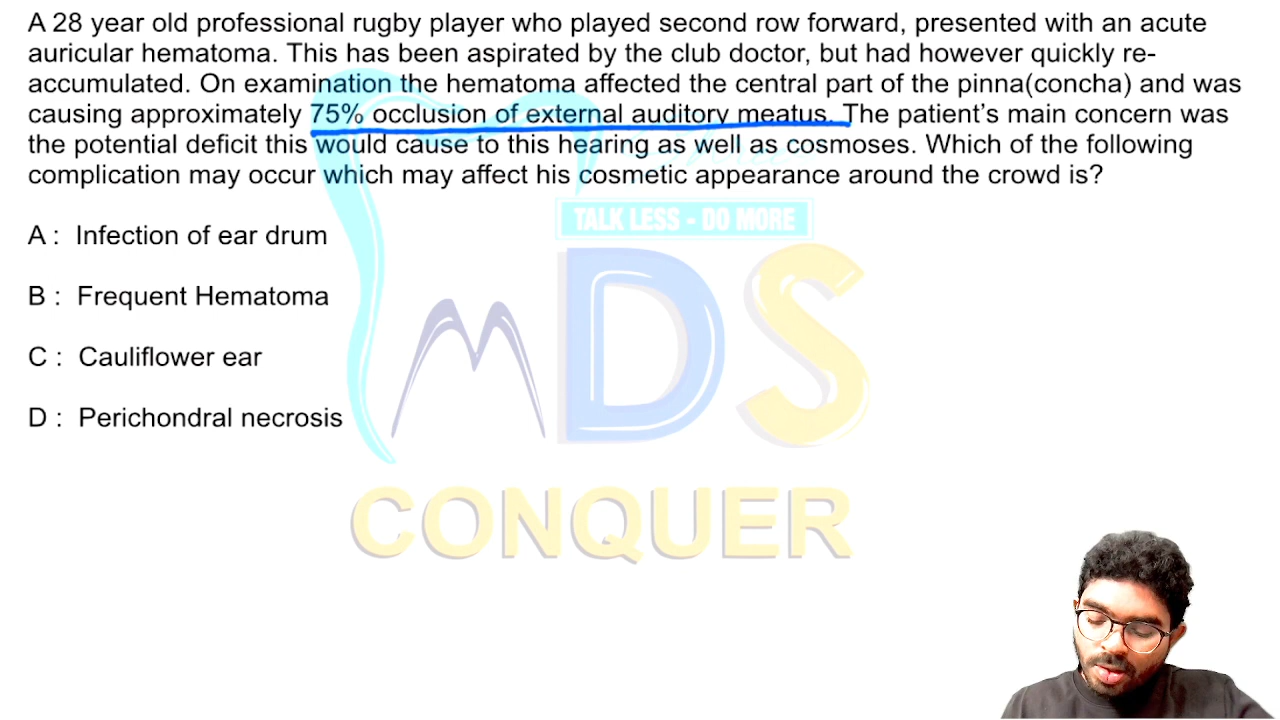 A 28 year old professional rugby player who played second row forward, presented with an acute
auricular hematoma. This has been aspirated by the club doctor, but had however quickly re-
accumulated. On examination the hematoma affected the central part of the pinna(concha) and was
causing approximately 75% occlusion of external auditory meatus. The patient's main concern was
the potential deficit this would cause to this hearing as well as cosmoses. Which of the following
complication may occur which may affect his cosmetic appearance around the crowd is?
A : Infection of ear drum
B : Frequent Hematoma
C : Cauliflower ear
D : Perichondral necrosis
TALK LESS - DO MORE
MDS
CONQUER